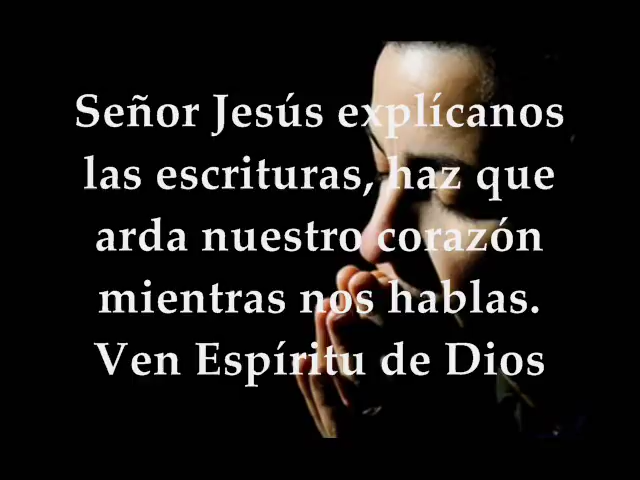 Señor Jesús explícanos
las escrituras, haz que
arda nuestro corazón
mientras nos hablas.
Ven Espíritu de Dios